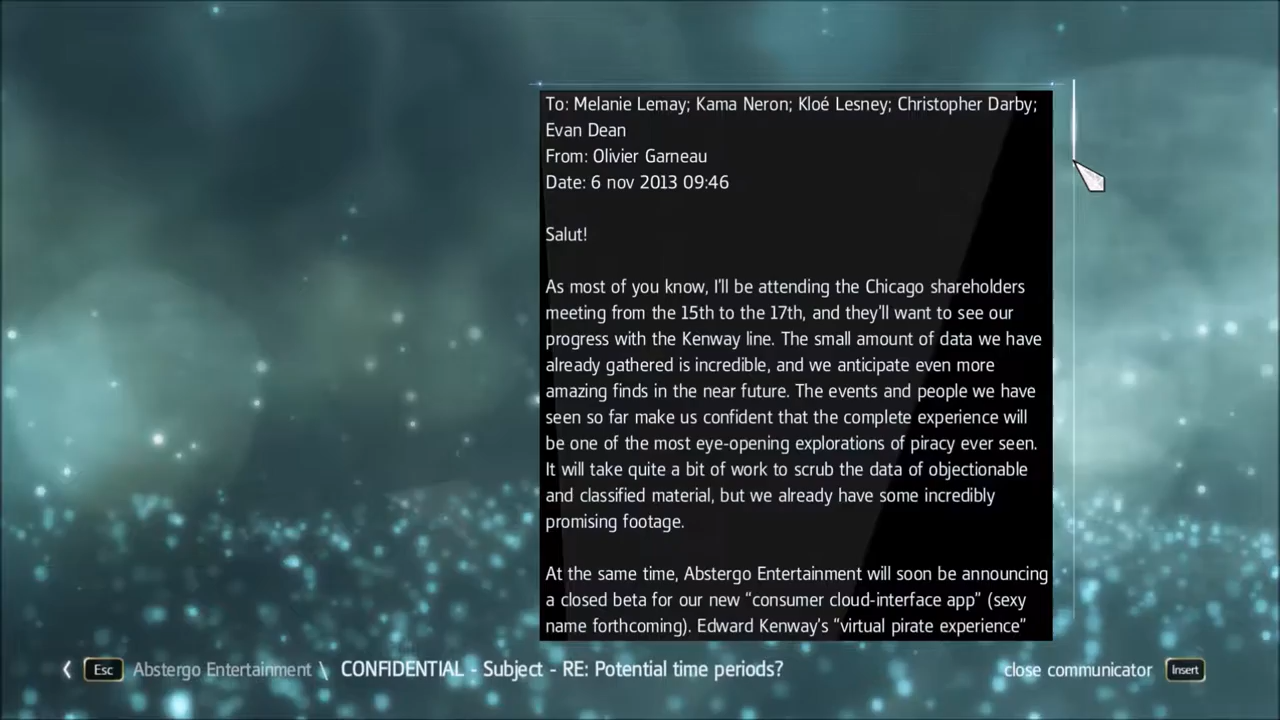 To: Melanie Lemay; Kama Neron; Kloé Lesney; Christopher Darby;
Evan Dean
From: Olivier Garneau
Date: 6 nov 2013 09:46
Salut!
As most of you know, I'll be attending the Chicago shareholders
meeting from the 15th to the 17th, and they'll want to see our
progress with the Kenway line. The small amount of data we have
already gathered is incredible, and we anticipate even more
amazing finds in the near future. The events and people we have
seen so far make us confident that the complete experience will
be one of the most eye-opening explorations of piracy ever seen.
It will take quite a bit of work to scrub the data of objectionable
and classified material, but we already have some incredibly
promising footage.
At the same time, Abstergo Entertainment will soon be announcing
a closed beta for our new “consumer cloud-interface app” (sexy
name forthcoming). Edward Kenway's “virtual pirate experience”
Esc Abstergo Entertainment \ CONFIDENTIAL - Subject - RE: Potential time periods? close communicator Insert